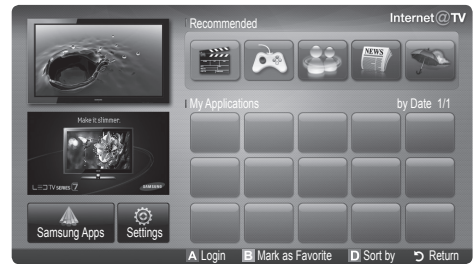 Internet@TV
Recommended
NEWS
My Applications
by Date 1/1
Make it slimmer.
LED TV SERIES 7
SAMSUNG
Samsung Apps
Settings
A Login
B Mark as Favorite
D Sort by
Return